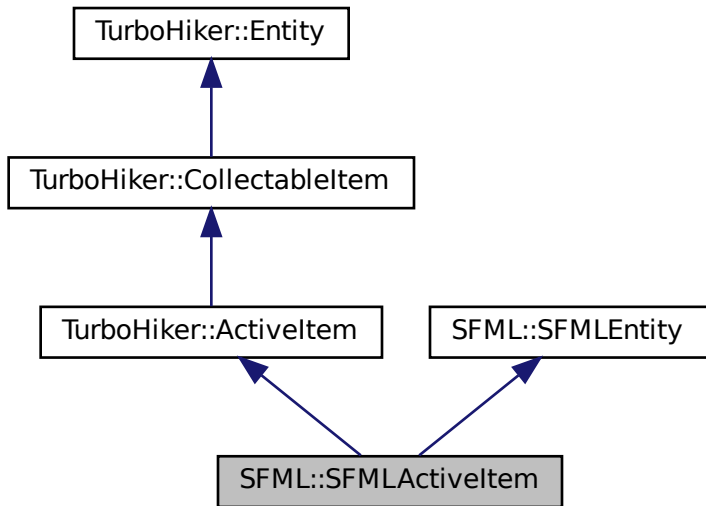 TurboHiker::Entity
TurboHiker::CollectableItem
TurboHiker::ActiveItem
SFML::SFMLEntity
SFML::SFMLActiveItem